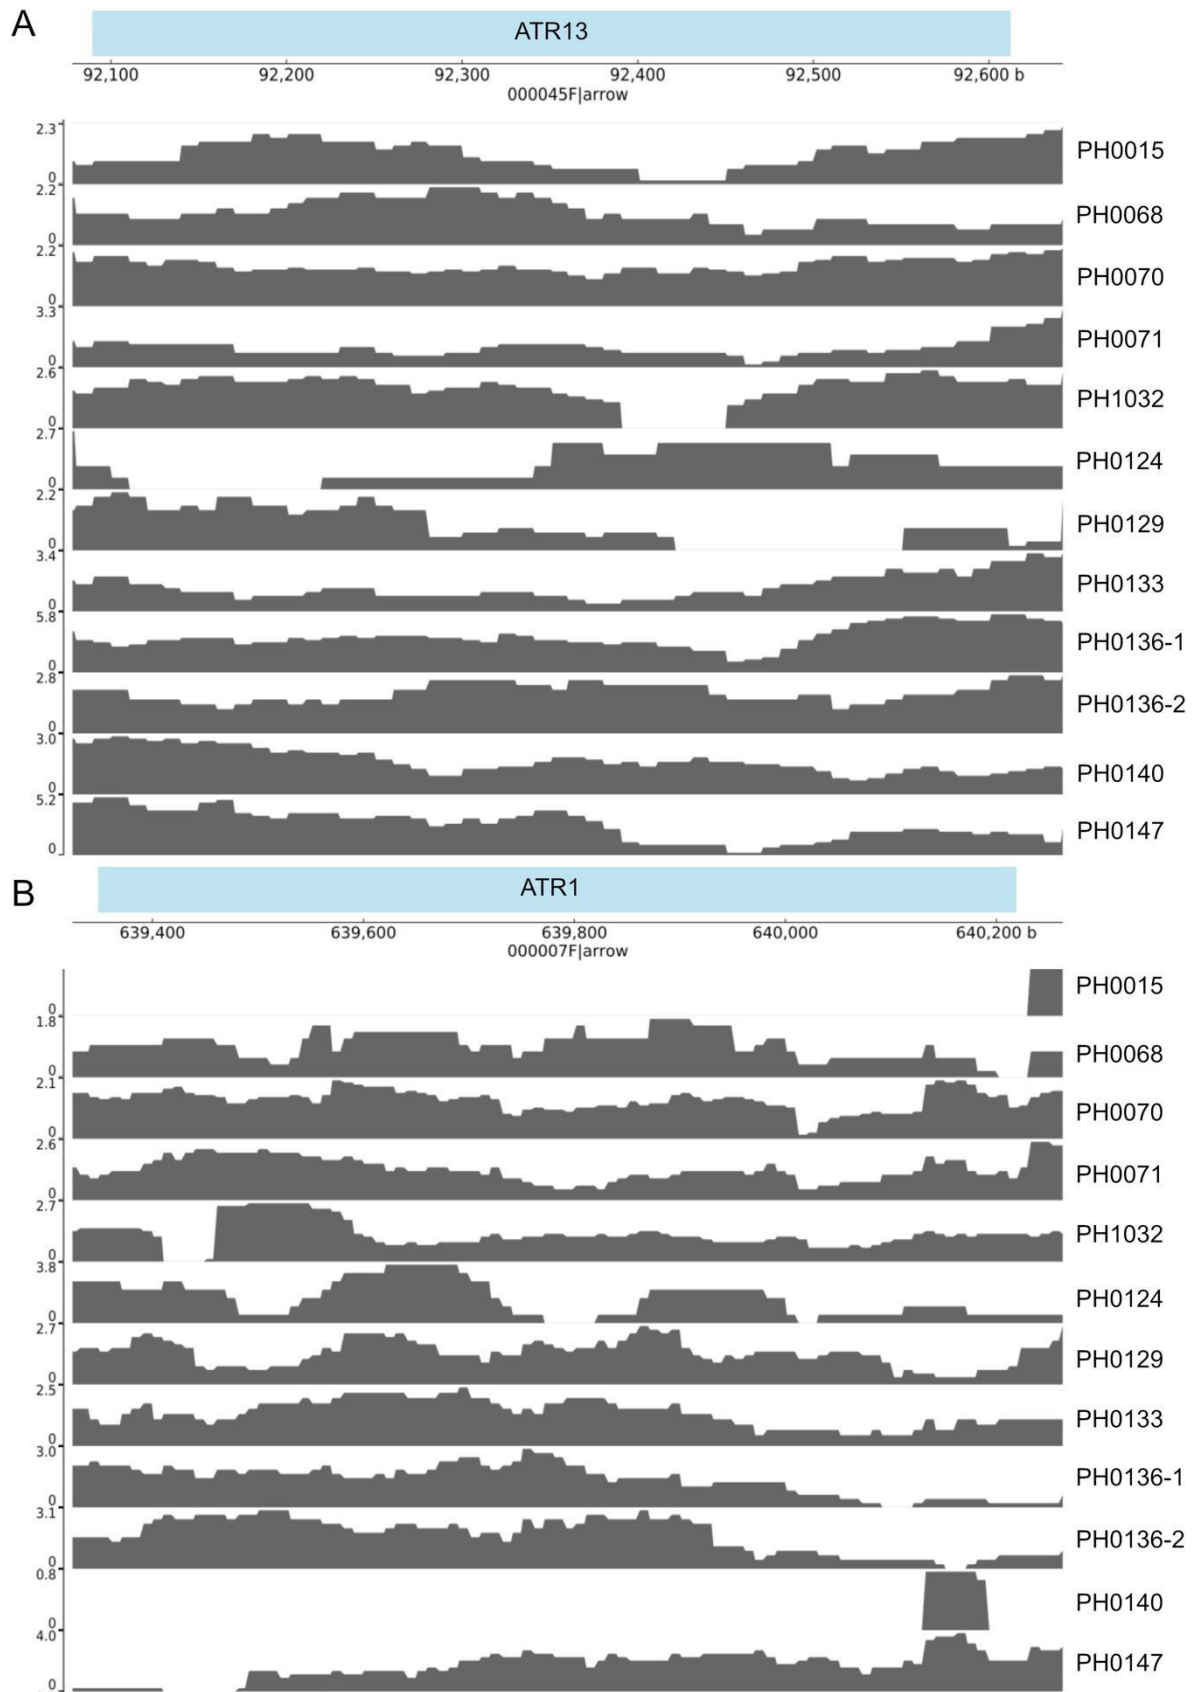 A
ATR13
92,100 92,200 92,300 92,400 92,500 92,600 b
000045F|arrow
2.3
0
PH0015
2.2
0
PH0068
2.2
0
PH0070
3.3
0
PH0071
2.6
0
PH1032
2.7
0
PH0124
2.2
0
PH0129
3.4
0
PH0133
5.8
0
PH0136-1
2.8
0
PH0136-2
3.0
0
PH0140
5.2
0
PH0147
B
ATR1
639,400 639,600 639,800 640,000 640,200 b
000007F|arrow
0
PH0015
1.8
0
PH0068
2.1
0
PH0070
2.6
0
PH0071
2.7
0
PH1032
3.8
0
PH0124
2.7
0
PH0129
2.5
0
PH0133
3.0
0
PH0136-1
3.1
0
PH0136-2
0.8
0
PH0140
4.0
0
PH0147